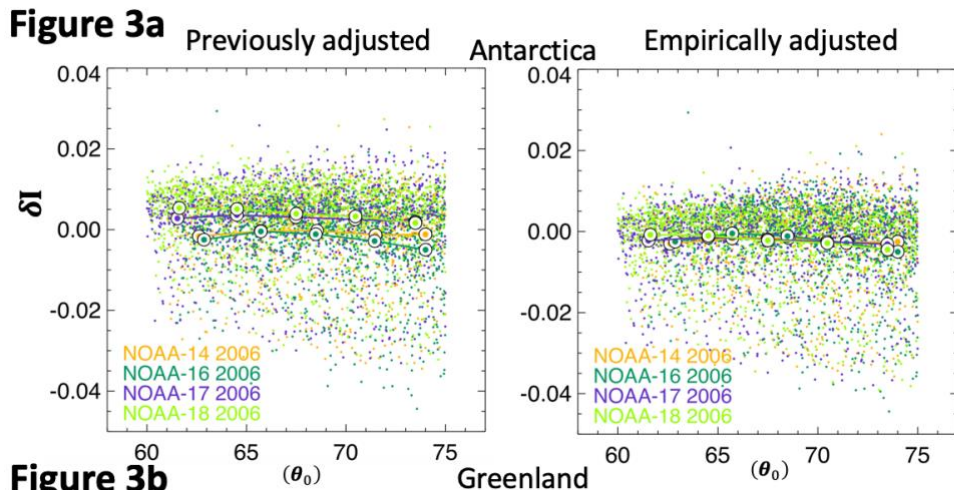 Figure 3a
Previously adjusted
Antarctica
Empirically adjusted
0.04
0.02
0.00
-0.02
-0.04
δI
NOAA-14 2006
NOAA-16 2006
NOAA-17 2006
NOAA-18 2006
60 65 70 75
(θ₀)
0.04
0.02
0.00
-0.02
-0.04
NOAA-14 2006
NOAA-16 2006
NOAA-17 2006
NOAA-18 2006
60 65 70 75
(θ₀)
Figure 3b
Greenland